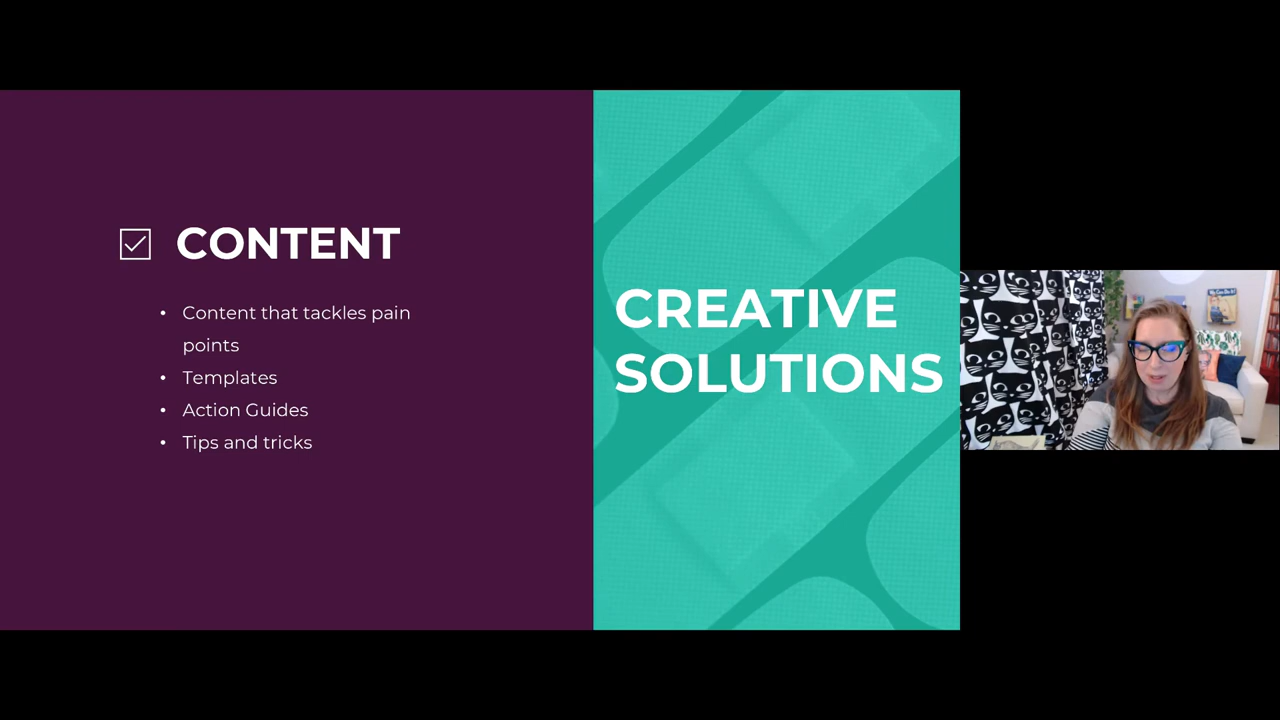 CONTENT
• Content that tackles pain
points
• Templates
• Action Guides
• Tips and tricks
CREATIVE
SOLUTIONS